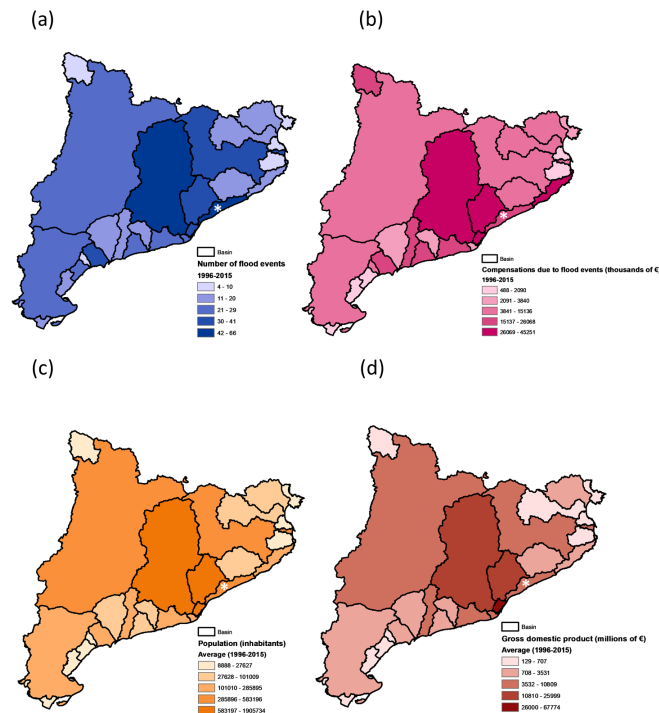 (a)
(b)
*
*
Basin
Number of flood events
1996-2015
4 - 10
11 - 20
21 - 29
30 - 41
42 - 66
Basin
Compensations due to flood events (thousands of €)
1996-2015
488 - 2090
2091 - 3840
3841 - 15136
15137 - 26068
26069 - 45251
(c)
(d)
*
*
Basin
Population (inhabitants)
Average (1996-2015)
8888 - 27627
27628 - 101009
101010 - 285895
285896 - 583196
583197 - 1905734
Basin
Gross domestic product (millions of €)
Average (1996-2015)
129 - 707
708 - 3531
3532 - 10809
10810 - 25999
26000 - 67774